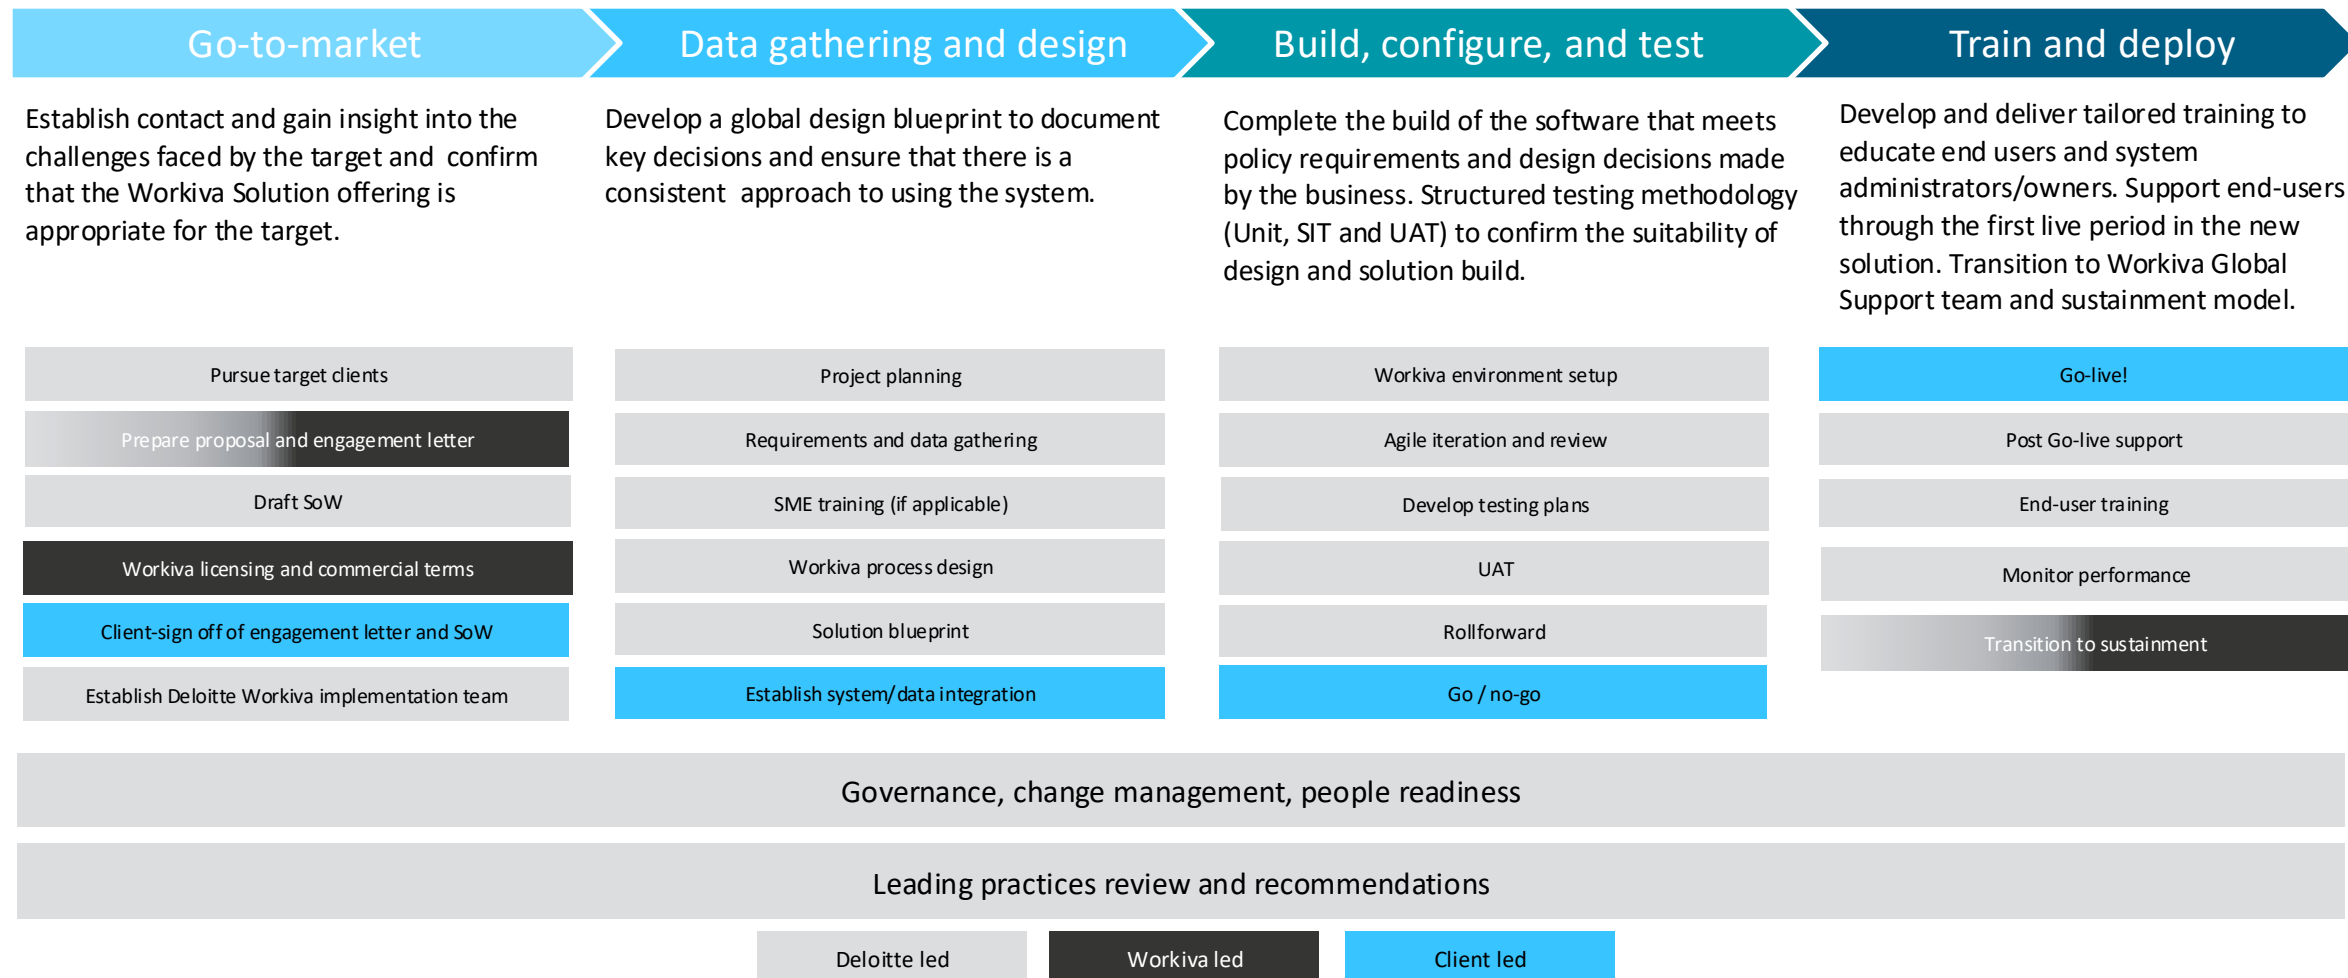 Go-to-market
Data gathering and design
Build, configure, and test
Train and deploy
Establish contact and gain insight into the
challenges faced by the target and  confirm
that the Workiva Solution offering is
appropriate for the target.
Develop a global design blueprint to document
key decisions and ensure that there is a
consistent  approach to using the system.
Complete the build of the software that meets
policy requirements and design decisions made
by the business. Structured testing methodology
(Unit, SIT and UAT) to confirm the suitability of
design and solution build.
Develop and deliver tailored training to
educate end users and system
administrators/owners. Support end-users
through the first live period in the new
solution. Transition to Workiva Global
Support team and sustainment model.
Pursue target clients
Prepare proposal and engagement letter
Draft SoW
Workiva licensing and commercial terms
Client-sign off of engagement letter and SoW
Establish Deloitte Workiva implementation team
Project planning
Requirements and data gathering
SME training (if applicable)
Workiva process design
Solution blueprint
Establish system/data integration
Workiva environment setup
Agile iteration and review
Develop testing plans
UAT
Rollforward
Go / no-go
Go-live!
Post Go-live support
End-user training
Monitor performance
Transition to sustainment
Governance, change management, people readiness
Leading practices review and recommendations
Deloitte led
Workiva led
Client led